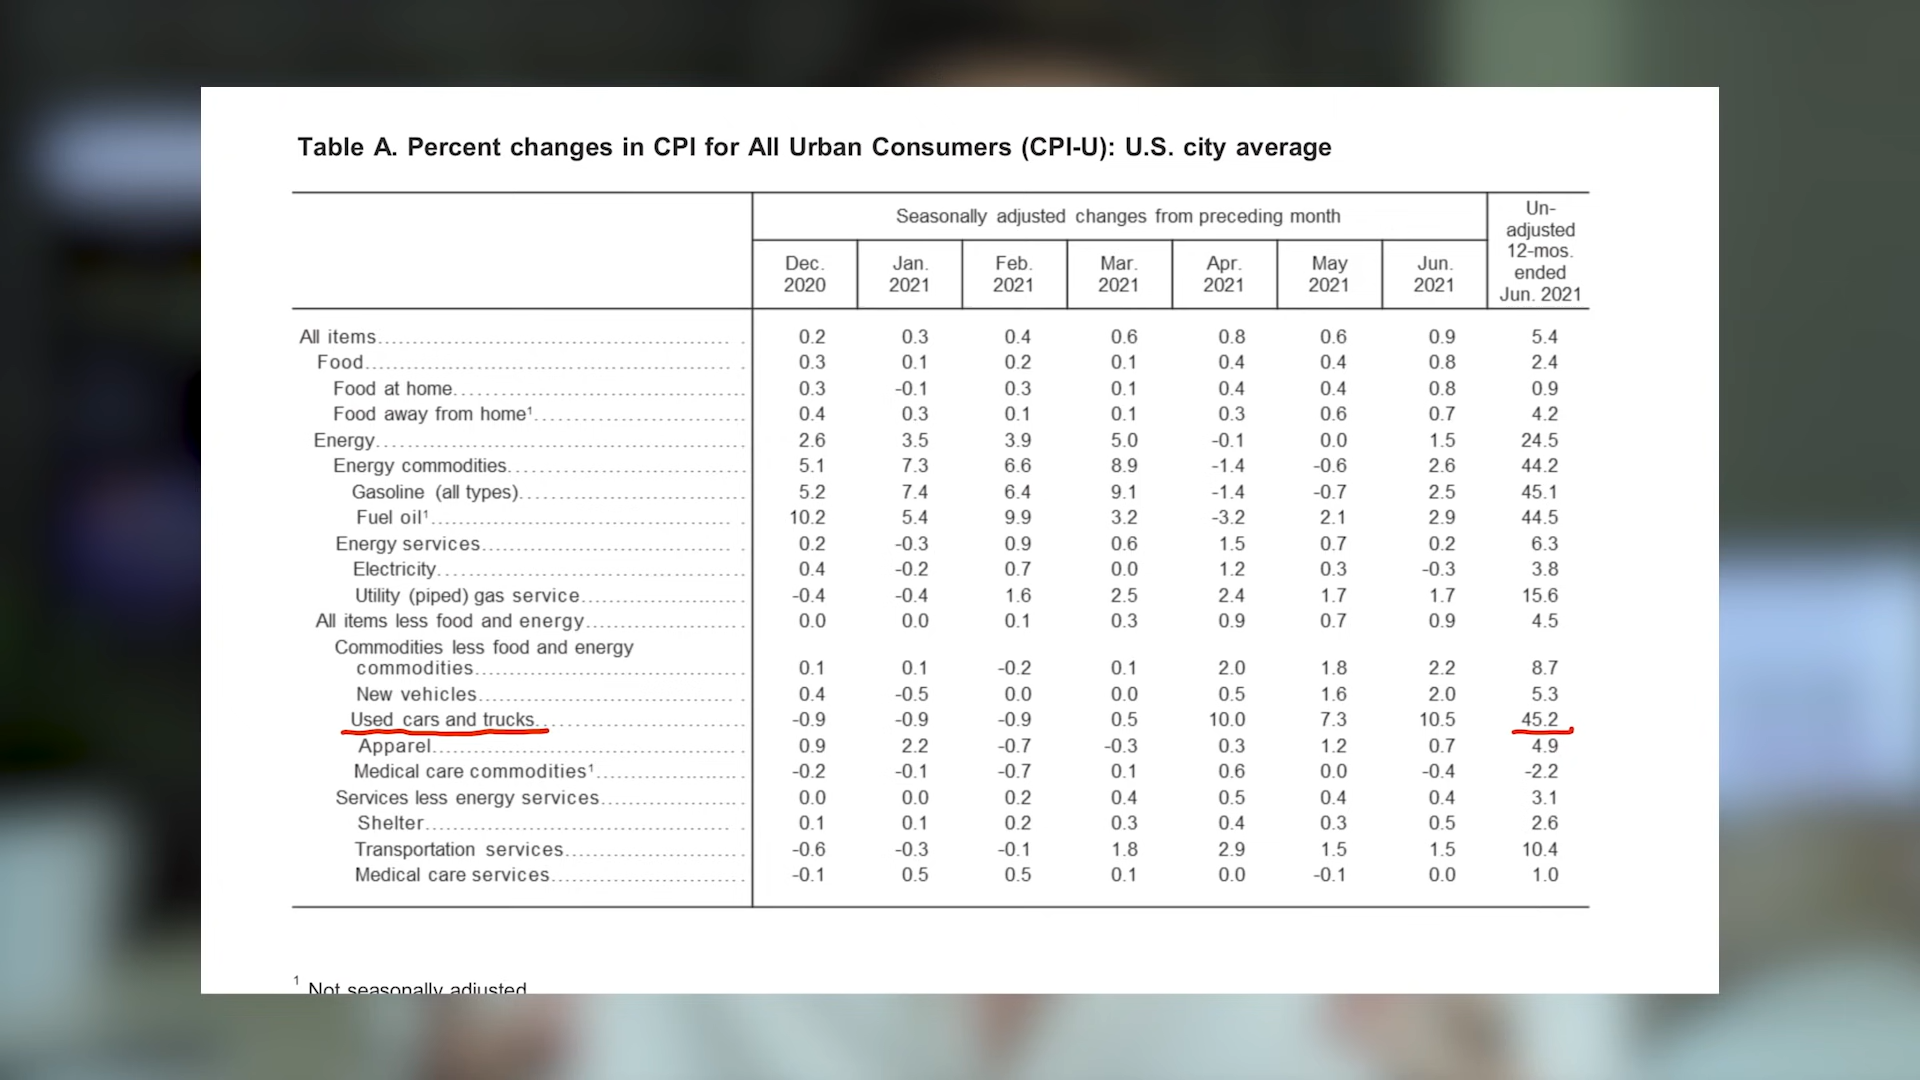 Table A. Percent changes in CPI for All Urban Consumers (CPI-U): U.S. city average
Seasonally adjusted changes from preceding month
Un-
adjusted
12-mos.
ended
Jun. 2021
Dec. 2020 Jan. 2021 Feb. 2021 Mar. 2021 Apr. 2021 May 2021 Jun. 2021
All items 0.2 0.3 0.4 0.6 0.8 0.6 0.9 5.4
Food 0.3 0.1 0.2 0.1 0.4 0.4 0.8 2.4
Food at home 0.3 -0.1 0.3 0.1 0.4 0.4 0.8 0.9
Food away from home¹ 0.4 0.3 0.1 0.1 0.3 0.6 0.7 4.2
Energy 2.6 3.5 3.9 5.0 -0.1 0.0 1.5 24.5
Energy commodities 5.1 7.3 6.6 8.9 -1.4 -0.6 2.6 44.2
Gasoline (all types) 5.2 7.4 6.4 9.1 -1.4 -0.7 2.5 45.1
Fuel oil¹ 10.2 5.4 9.9 3.2 -3.2 2.1 2.9 44.5
Energy services 0.2 -0.3 0.9 0.6 1.5 0.7 0.2 6.3
Electricity 0.4 -0.2 0.7 0.0 1.2 0.3 -0.3 3.8
Utility (piped) gas service -0.4 -0.4 1.6 2.5 2.4 1.7 1.7 15.6
All items less food and energy 0.0 0.0 0.1 0.3 0.9 0.7 0.9 4.5
Commodities less food and energy
commodities 0.1 0.1 -0.2 0.1 2.0 1.8 2.2 8.7
New vehicles 0.4 -0.5 0.0 0.0 0.5 1.6 2.0 5.3
Used cars and trucks -0.9 -0.9 -0.9 0.5 10.0 7.3 10.5 45.2
Apparel 0.9 2.2 -0.7 -0.3 0.3 1.2 0.7 4.9
Medical care commodities¹ -0.2 -0.1 -0.7 0.1 0.6 0.0 -0.4 -2.2
Services less energy services 0.0 0.0 0.2 0.4 0.5 0.4 0.4 3.1
Shelter 0.1 0.1 0.2 0.3 0.4 0.3 0.5 2.6
Transportation services -0.6 -0.3 -0.1 1.8 2.9 1.5 1.5 10.4
Medical care services -0.1 0.5 0.5 0.1 0.0 -0.1 0.0 1.0
¹ Not seasonally adjusted